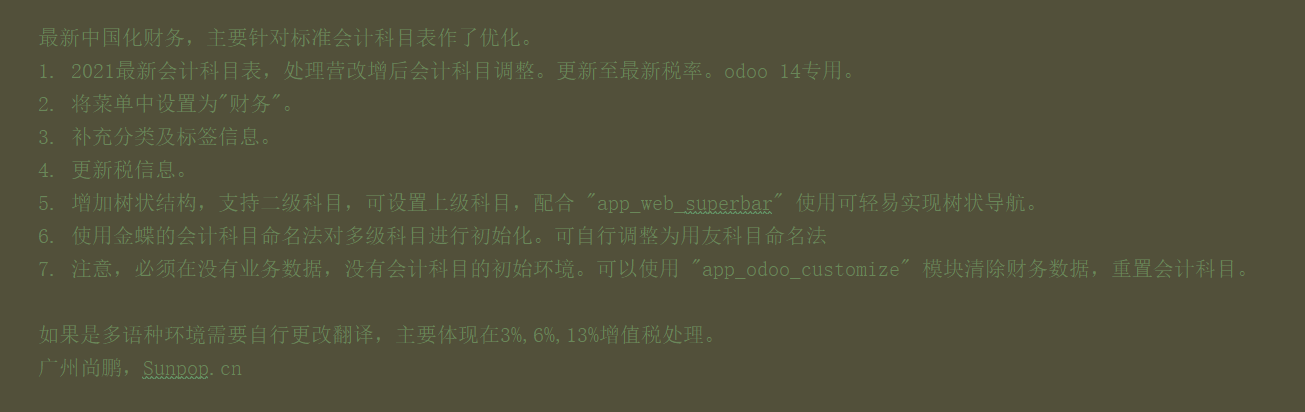 最新中国化财务，主要针对标准会计科目表作了优化。
1. 2021最新会计科目表，处理营改增后会计科目调整。更新至最新税率。odoo 14专用。
2. 将菜单中设置为"财务"。
3. 补充分类及标签信息。
4. 更新税信息。
5. 增加树状结构，支持二级科目，可设置上级科目，配合 "app_web_superbar" 使用可轻易实现树状导航。
6. 使用金蝶的会计科目命名法对多级科目进行初始化。可自行调整为用友科目命名法
7. 注意，必须在没有业务数据，没有会计科目的初始环境。可以使用 "app_odoo_customize" 模块清除财务数据，重置会计科目。
如果是多语种环境需要自行更改翻译，主要体现在3%,6%,13%增值税处理。
广州尚鹏，Sunpop.cn